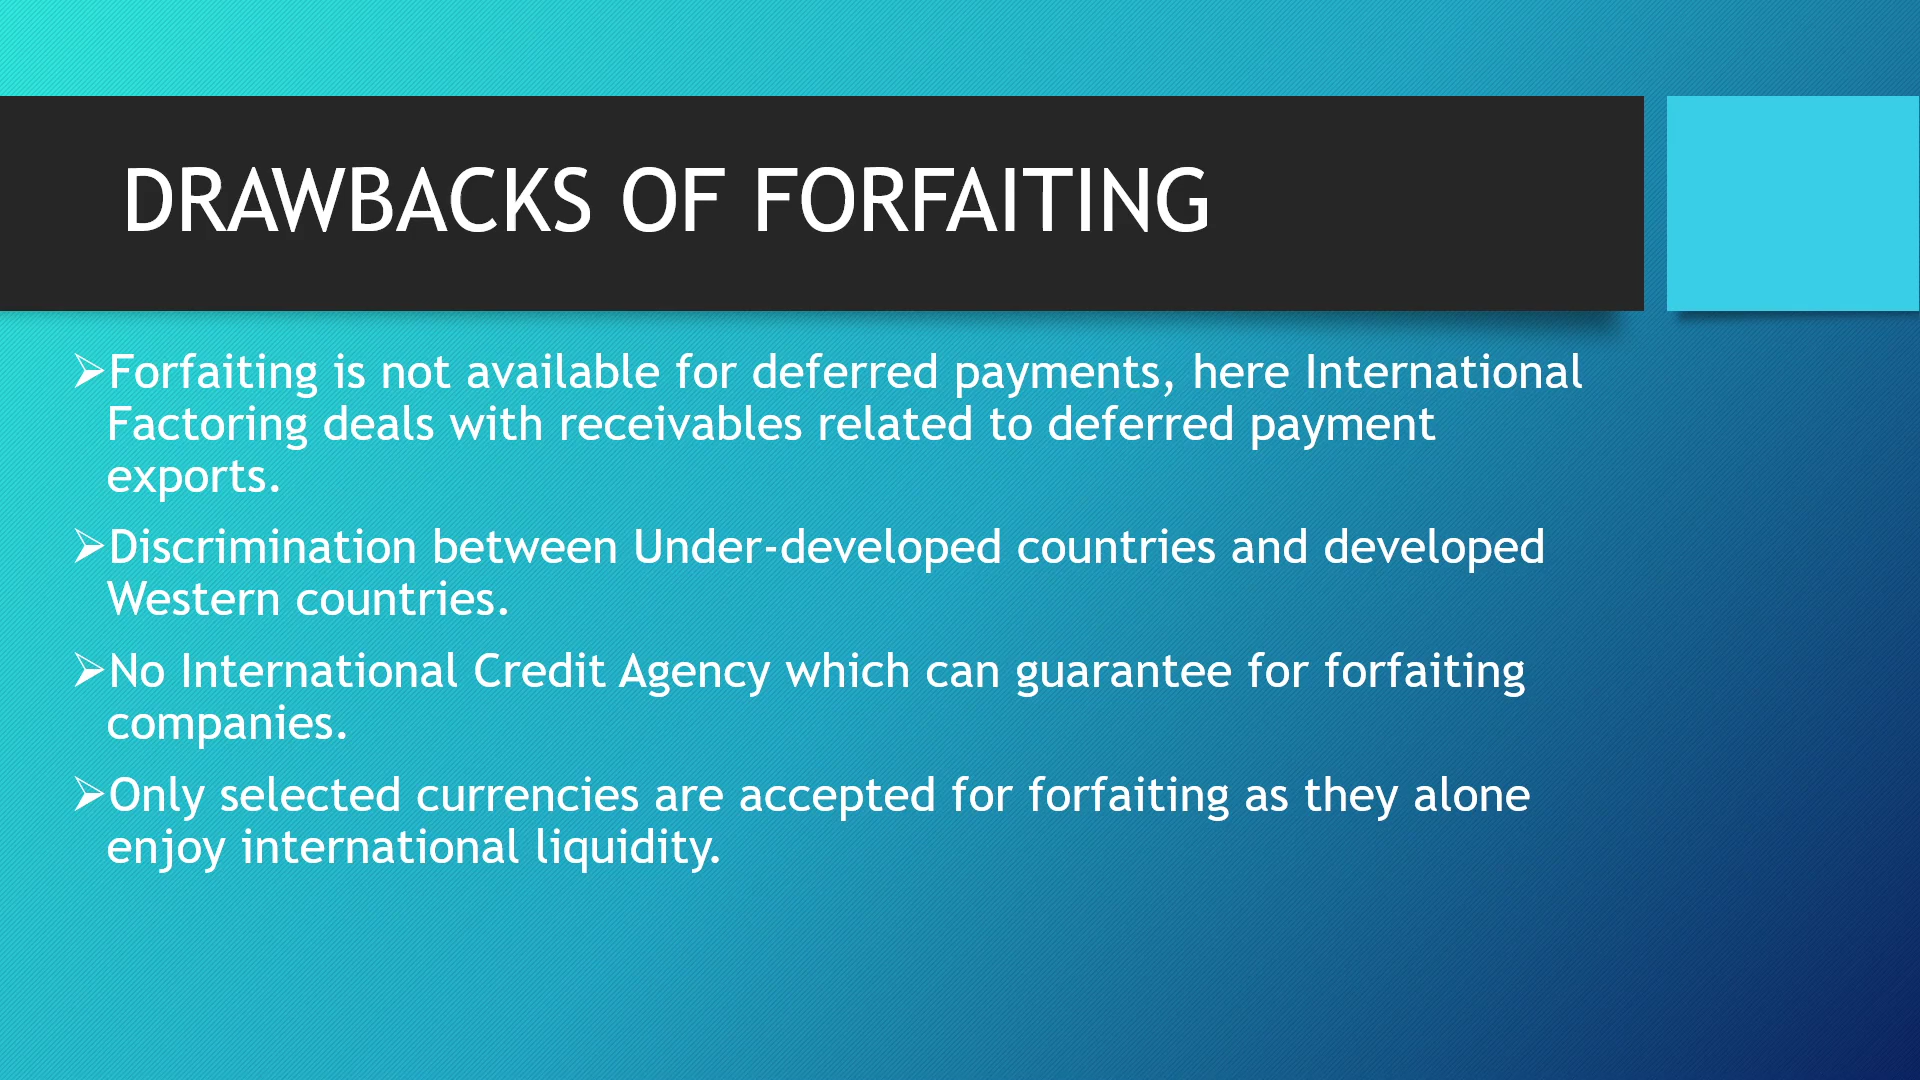 DRAWBACKS OF FORFAITING
➢Forfaiting is not available for deferred payments, here International
Factoring deals with receivables related to deferred payment
exports.
➢Discrimination between Under-developed countries and developed
Western countries.
➢No International Credit Agency which can guarantee for forfaiting
companies.
➢Only selected currencies are accepted for forfaiting as they alone
enjoy international liquidity.